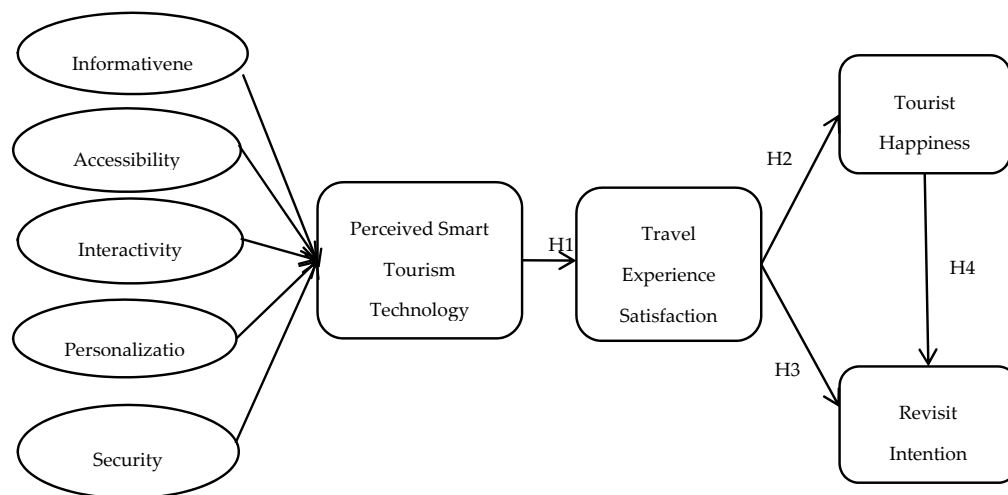 Informativene
Accessibility
Interactivity
Personalizatio
Security
Perceived Smart
Tourism
Technology
H1
Travel
Experience
Satisfaction
H2
H3
Tourist
Happiness
H4
Revisit
Intention